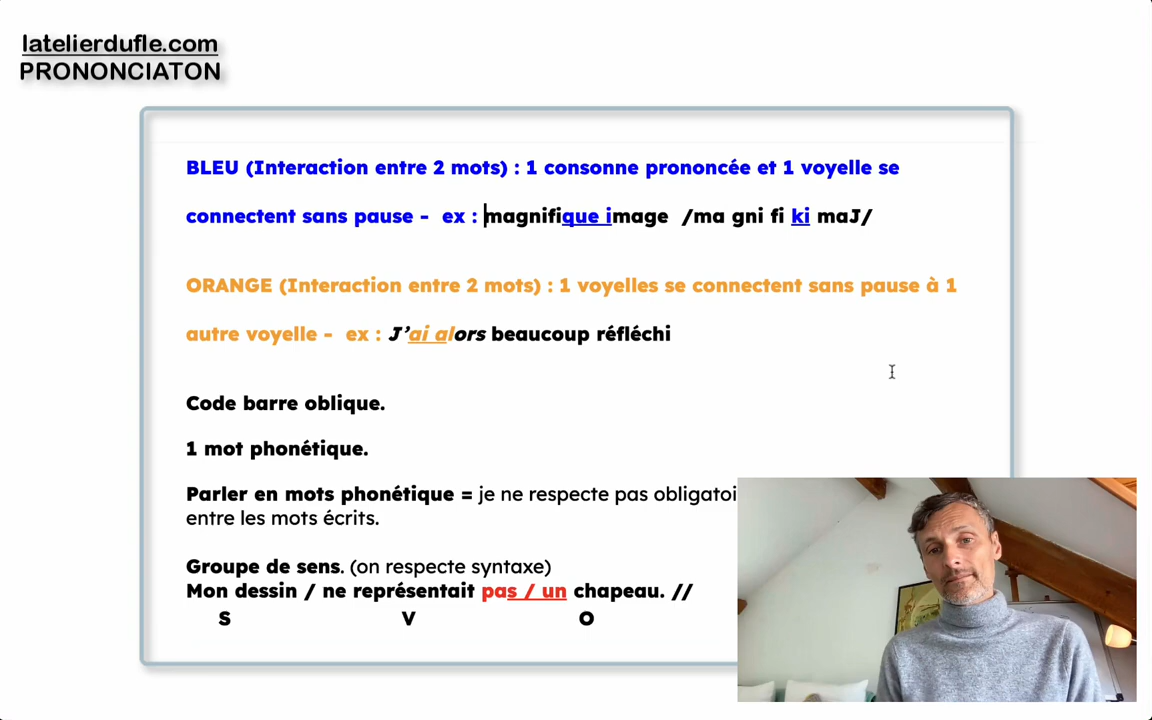 latelierdufle.com
PRONONCIATON
BLEU (Interaction entre 2 mots) : 1 consonne prononcée et 1 voyelle se
connectent sans pause - ex : magnifique image /ma gni fi ki maJ/
ORANGE (Interaction entre 2 mots) : 1 voyelles se connectent sans pause à 1
autre voyelle - ex : J’ai alors beaucoup réfléchi
Code barre oblique.
1 mot phonétique.
Parler en mots phonétique = je ne respecte pas
entre les mots écrits.
Groupe de sens. (on respecte syntaxe)
Mon dessin / ne représentait pas / un chapeau. //
S V O